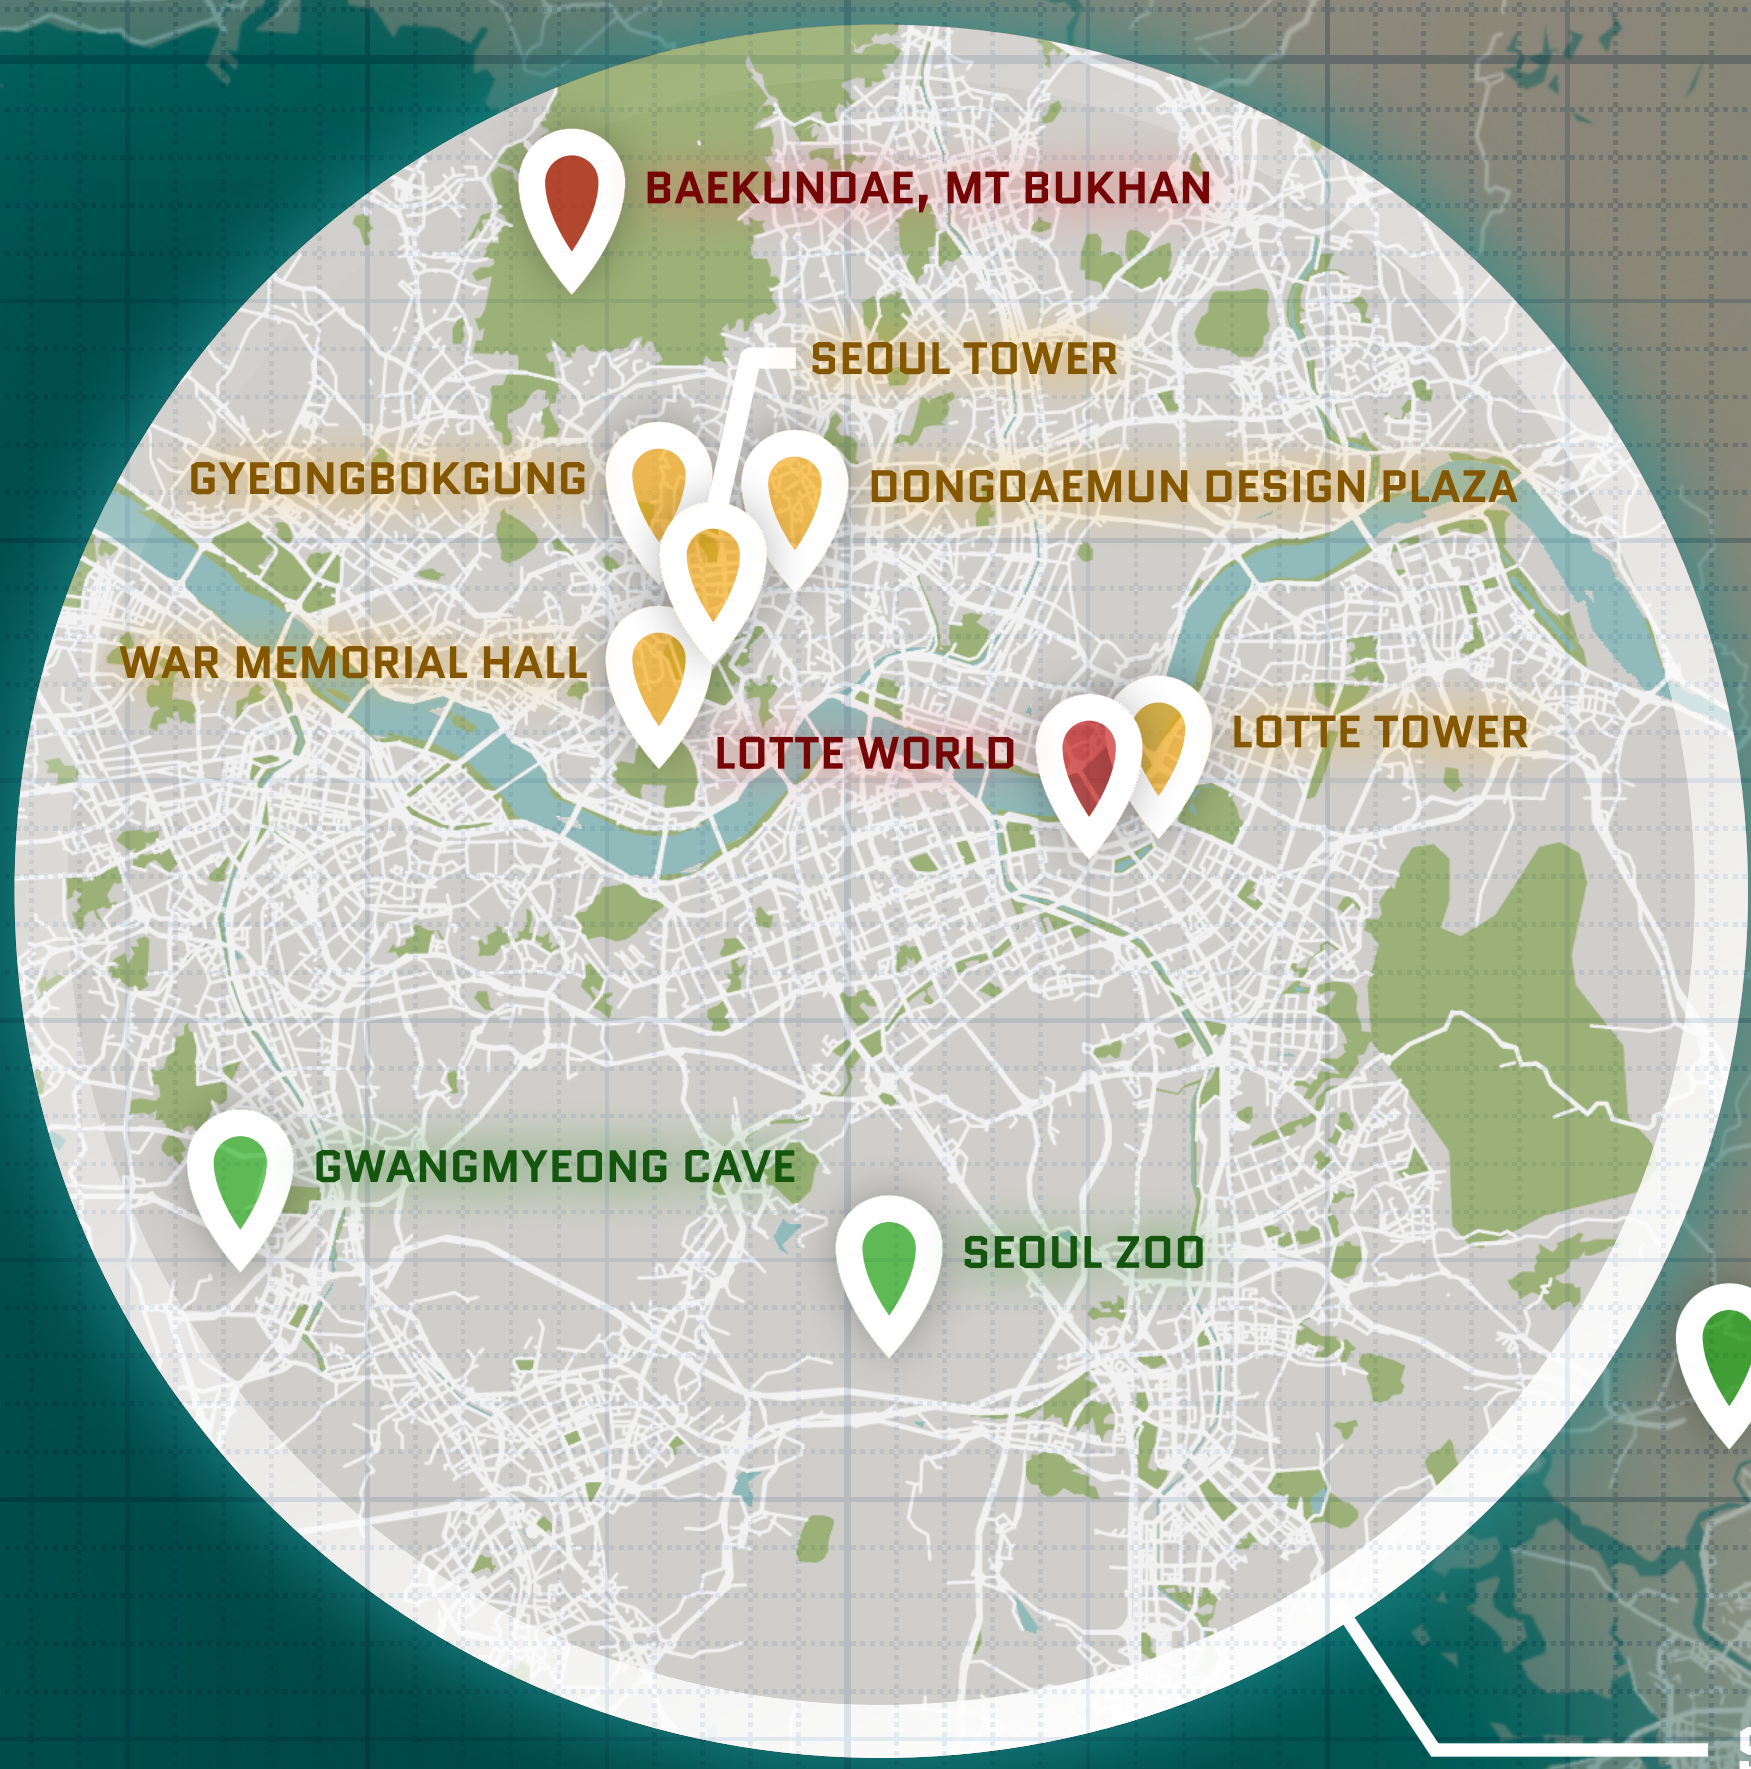 BAEKUNDAE, MT BUKHAN
SEOUL TOWER
GYEONGBOKGUNG
DONGDAEMUN DESIGN PLAZA
WAR MEMORIAL HALL
LOTTE TOWER
LOTTE WORLD
GWANGMYEONG CAVE
SEOUL ZOO